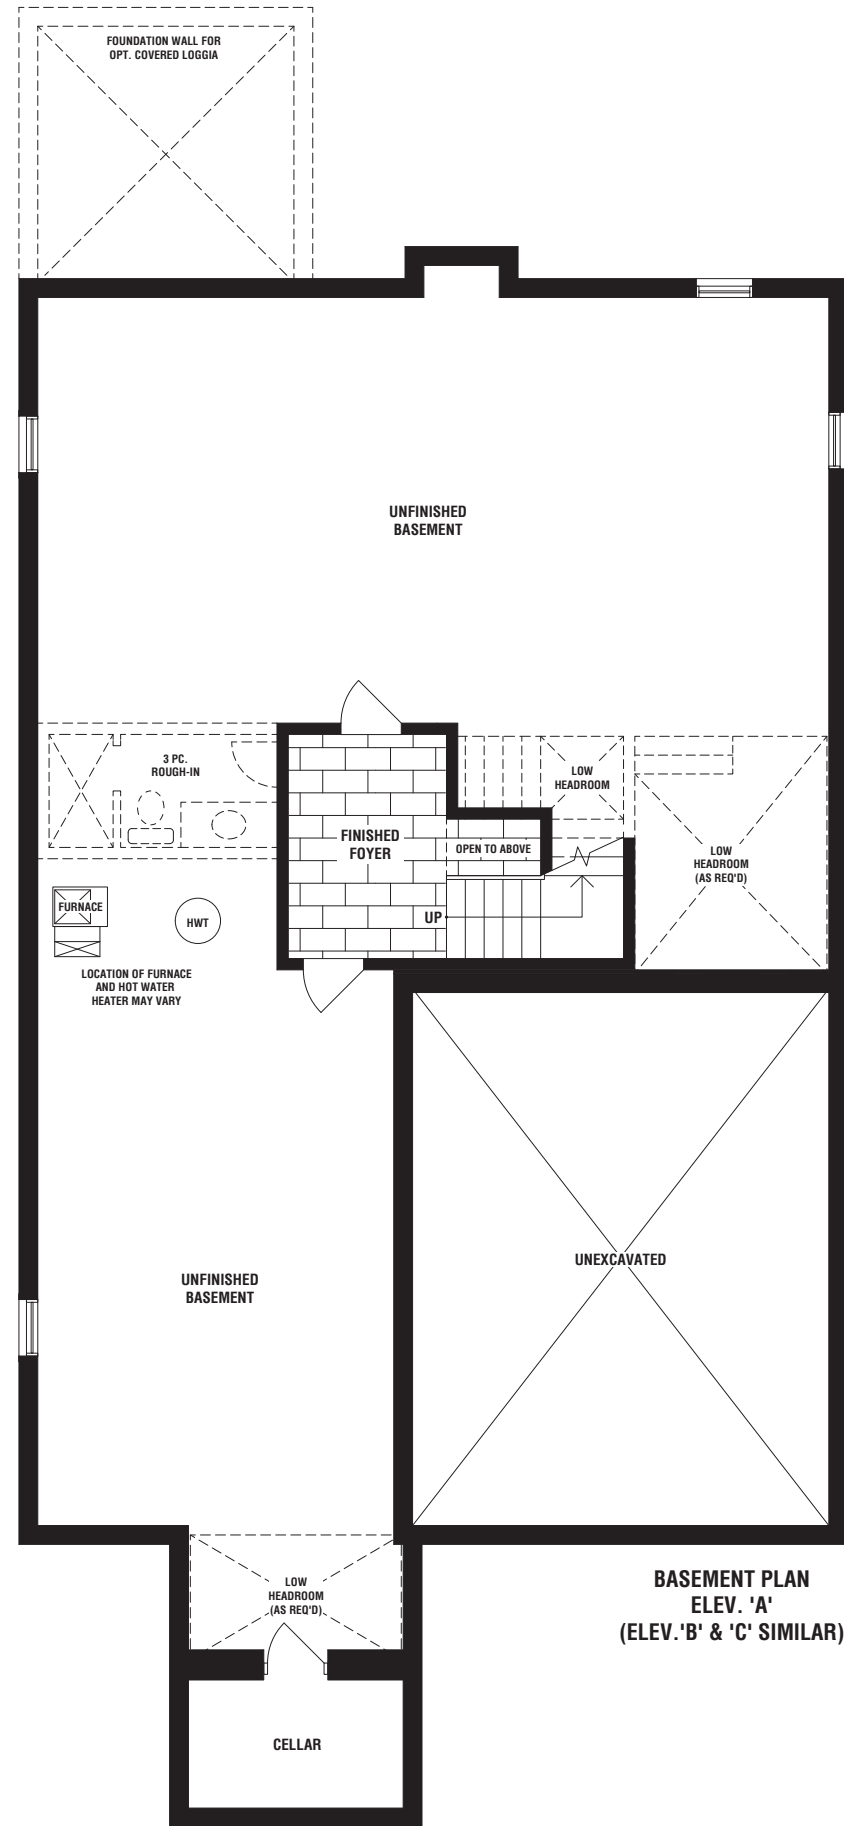 FOUNDATION WALL FOR
OPT. COVERED LOGGIA
UNFINISHED
BASEMENT
3 PC.
ROUGH-IN
LOW
HEADROOM
FINISHED
FOYER
OPEN TO ABOVE
LOW
HEADROOM
(AS REQ'D)
FURNACE
HWT
UP
LOCATION OF FURNACE
AND HOT WATER
HEATER MAY VARY
UNEXCAVATED
UNFINISHED
BASEMENT
LOW
HEADROOM
(AS REQ'D)
BASEMENT PLAN
ELEV. 'A'
(ELEV.'B' & 'C' SIMILAR)
CELLAR